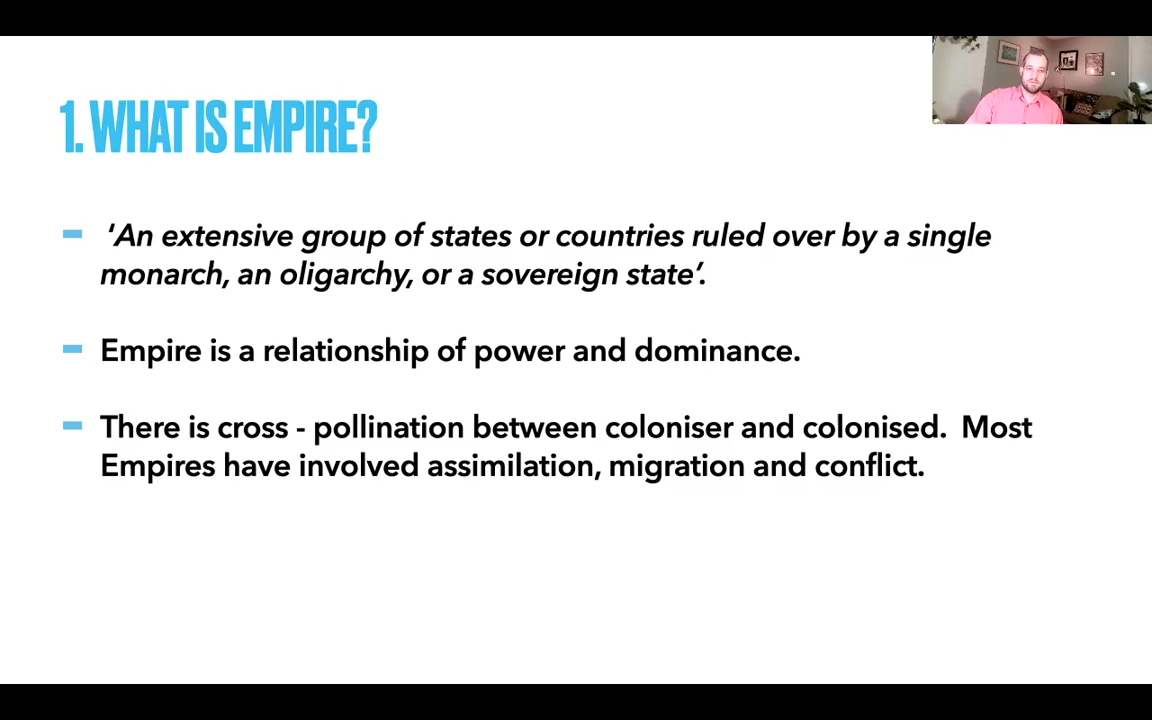 1. WHAT IS EMPIRE?
'An extensive group of states or countries ruled over by a single
monarch, an oligarchy, or a sovereign state'.
Empire is a relationship of power and dominance.
There is cross - pollination between coloniser and colonised.  Most
Empires have involved assimilation, migration and conflict.